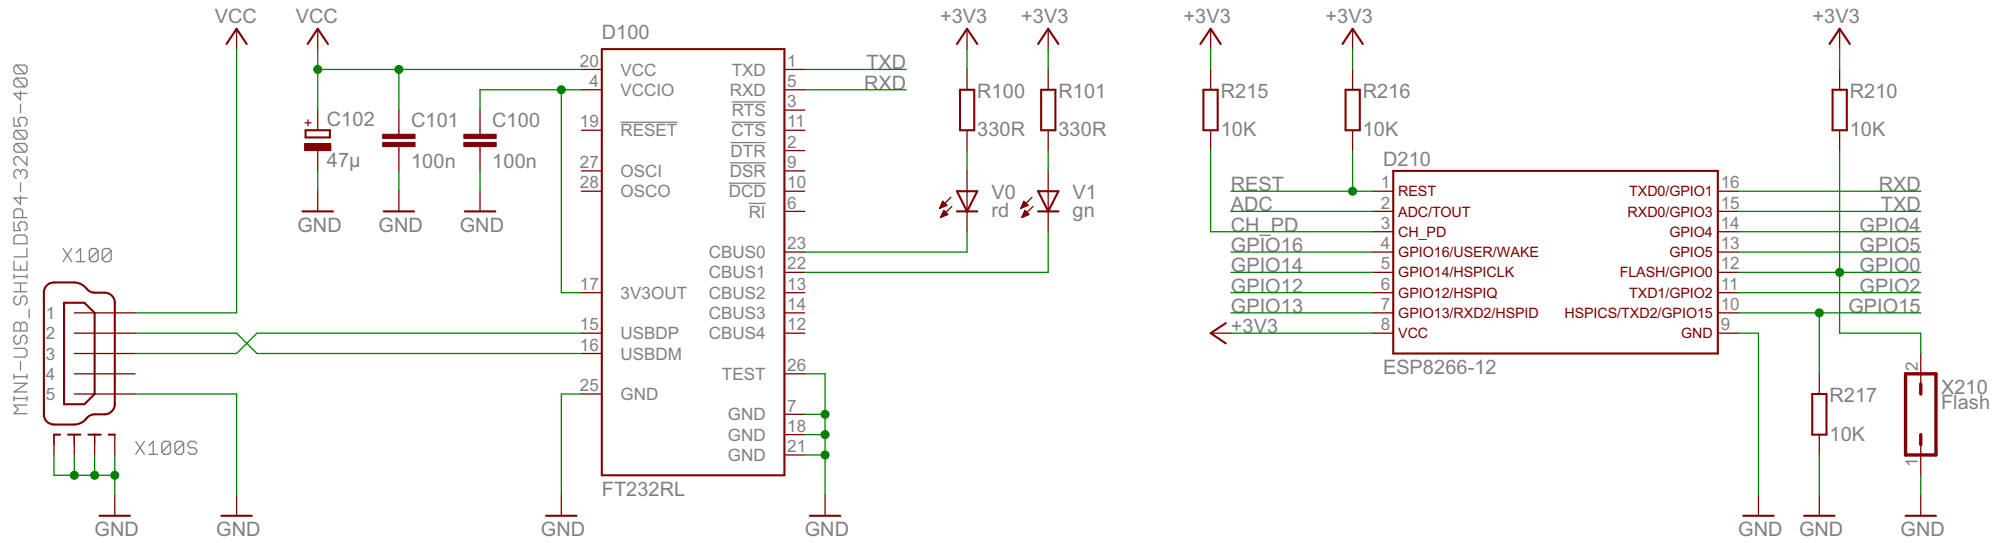 MINI-USB_SHIELD5P4-32005-400
VCC
VCC
X100
1
2
3
4
5
X100S
GND
GND
+
C102
47µ
C101
100n
C100
100n
GND
GND
GND
GND
D100
20 VCC
4 VCCIO
19 RESET
27 OSCI
28 OSCO
17 3V3OUT
15 USBDP
16 USBDM
25 GND
TXD 1 TXD
RXD 5 RXD
RTS 3
CTS 11
DTR 2
DSR 9
DCD 10
RI 6
CBUS0 23
CBUS1 22
CBUS2 13
CBUS3 14
CBUS4 12
TEST 26
GND 7
GND 18
GND 21
FT232RL
GND
+3V3
+3V3
R100
330R
R101
330R
V0
rd
V1
gn
+3V3
+3V3
+3V3
R215
10K
R216
10K
R210
10K
D210
REST 1 REST
ADC 2 ADC/TOUT
CH_PD 3 CH_PD
GPIO16 4 GPIO16/USER/WAKE
GPIO14 5 GPIO14/HSPICLK
GPIO12 6 GPIO12/HSPIQ
GPIO13 7 GPIO13/RXD2/HSPID
+3V3 8 VCC
TXD0/GPIO1 16 RXD
RXD0/GPIO3 15 TXD
GPIO4 14 GPIO4
GPIO5 13 GPIO5
FLASH/GPIO0 12 GPIO0
TXD1/GPIO2 11 GPIO2
HSPICS/TXD2/GPIO15 10 GPIO15
GND 9
ESP8266-12
R217
10K
2
X210
Flash
1
GND
GND
GND